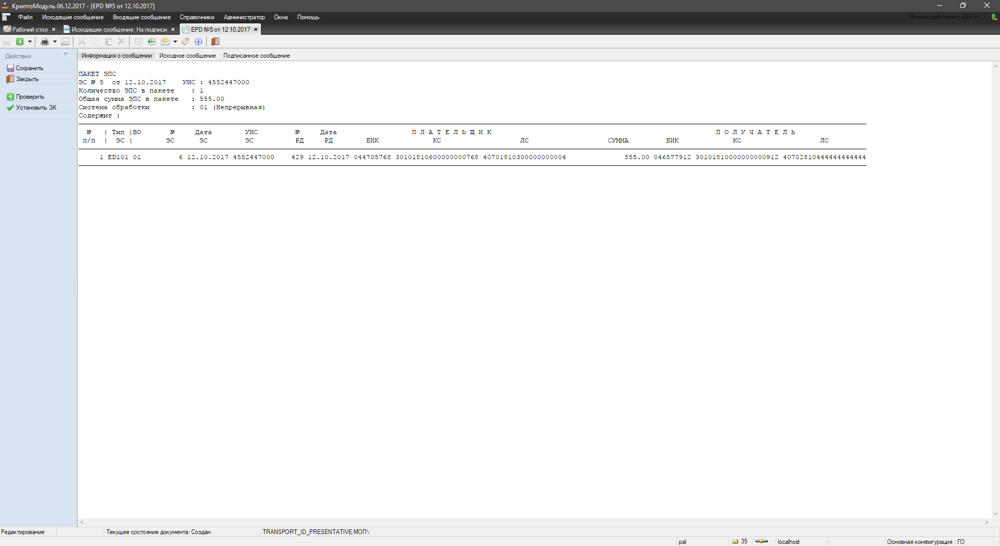 КриптоМодуль 06.12.2017 - [EPD №5 от 12.10.2017]
Файл Исходящие сообщения Входящие сообщения Справочники Администратор Окна Помощь Взаимодействие с КБР-Н
Рабочий стол × Исходящие сообщения: На подписи × EPD №5 от 12.10.2017 ×
Действия
Сохранить
Закрыть
Проверить
Установить ЗК
Информация о сообщении Исходное сообщение Подписанное сообщение
ПАКЕТ ЭПС
ЭС № 5 от 12.10.2017 УИС : 4552447000
Количество ЭПС в пакете : 1
Общая сумма ЭПС в пакете : 555.00
Система обработки : 01 (Непрерывная)
Содержит :
№ | Тип |ВО № Дата УИС № Дата П Л А Т Е Л Ь Щ И К П О Л У Ч А Т Е Л Ь
п/п | ЭС | ЭС ЭС ЭС РД РД БИК КС ЛС СУММА БИК КС ЛС
1 ED101 01 6 12.10.2017 4552447000 429 12.10.2017 044705768 30101810600000000768 40701810300000000004 555.00 046577912 30101810000000000912 40702810444444444444
Редактирование Текущее состояние документа: Создан TRANSPORT_ID_PRESENTATIVE:МОП\
pal 35 localhost Основная конфигурация : ГО